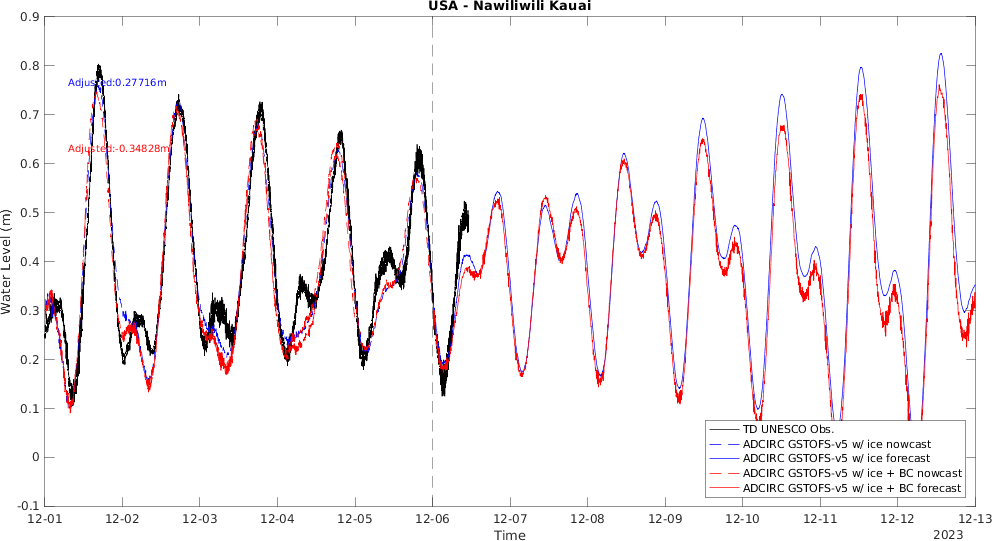 USA - Nawiliwili Kauai
0.9
0.8
Adjusted:0.27716m
0.7
Adjusted:-0.34828m
0.6
0.5
0.4
0.3
0.2
0.1
0
-0.1
Water Level (m)
TD UNESCO Obs.
ADCIRC GSTOFS-v5 w/ ice nowcast
ADCIRC GSTOFS-v5 w/ ice forecast
ADCIRC GSTOFS-v5 w/ ice + BC nowcast
ADCIRC GSTOFS-v5 w/ ice + BC forecast
12-01 12-02 12-03 12-04 12-05 12-06 12-07 12-08 12-09 12-10 12-11 12-12 12-13
Time
2023